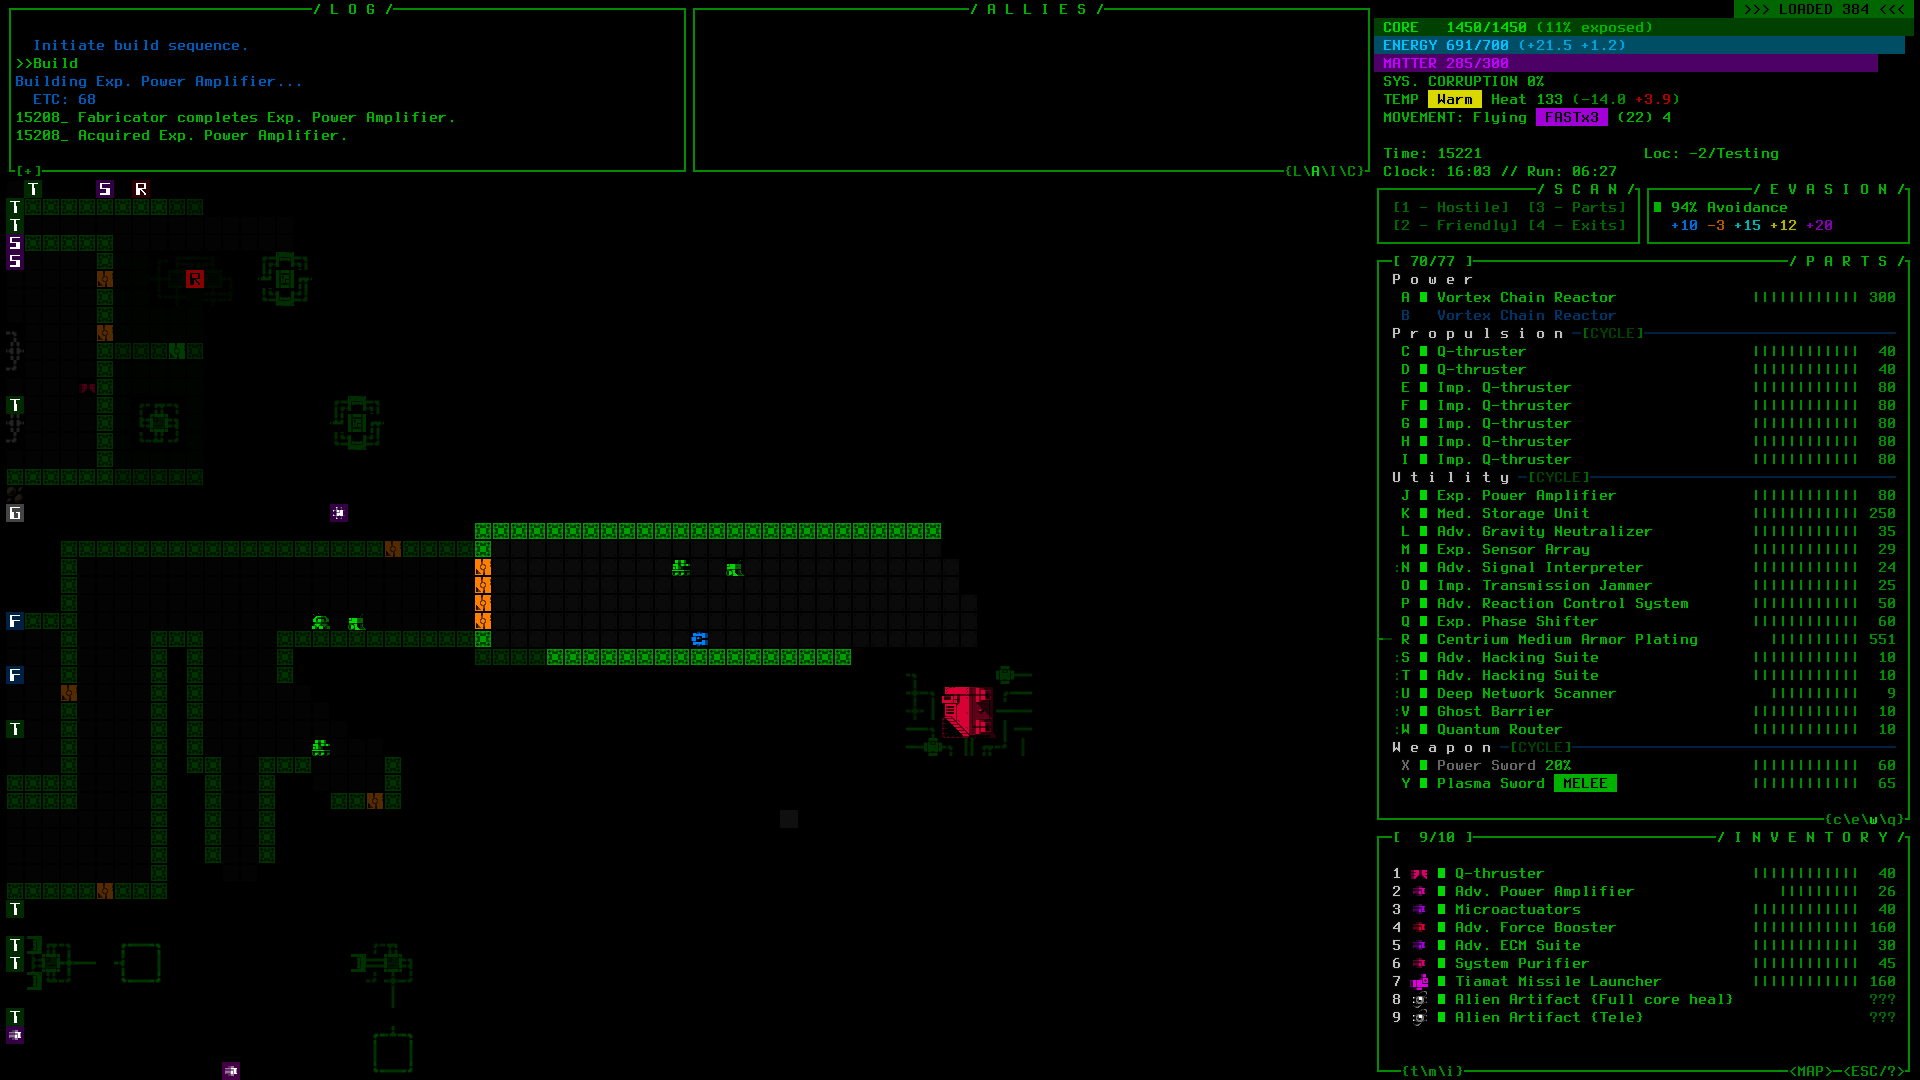 / L O G /
Initiate build sequence.
>>Build
Building Exp. Power Amplifier...
ETC: 68
15208_ Fabricator completes Exp. Power Amplifier.
15208_ Acquired Exp. Power Amplifier.
[+]
/ A L L I E S /
{L\A\I\C}
>>> LOADED 384 <<<
CORE 1450/1450 (11% exposed)
ENERGY 691/700 (+21.5 +1.2)
MATTER 285/300
SYS. CORRUPTION 0%
TEMP Warm Heat 133 (-14.0 +3.9)
MOVEMENT: Flying FASTx3 (22) 4
Time: 15221 Loc: -2/Testing
Clock: 16:03 // Run: 06:27
/ S C A N /
[1 - Hostile] [3 - Parts]
[2 - Friendly] [4 - Exits]
/ E V A S I O N /
94% Avoidance
+10 -3 +15 +12 +20
[ 70/77 ] / P A R T S /
P o w e r
A Vortex Chain Reactor 300
B Vortex Chain Reactor
P r o p u l s i o n [CYCLE]
C Q-thruster 40
D Q-thruster 40
E Imp. Q-thruster 80
F Imp. Q-thruster 80
G Imp. Q-thruster 80
H Imp. Q-thruster 80
I Imp. Q-thruster 80
U t i l i t y [CYCLE]
J Exp. Power Amplifier 80
K Med. Storage Unit 250
L Adv. Gravity Neutralizer 35
M Exp. Sensor Array 29
:N Adv. Signal Interpreter 24
O Imp. Transmission Jammer 25
P Adv. Reaction Control System 50
Q Exp. Phase Shifter 60
R Centrium Medium Armor Plating 551
:S Adv. Hacking Suite 10
:T Adv. Hacking Suite 10
:U Deep Network Scanner 9
:V Ghost Barrier 10
:W Quantum Router 10
W e a p o n [CYCLE]
X Power Sword 20% 60
Y Plasma Sword MELEE 65
{c\e\w\q}
[ 9/10 ] / I N V E N T O R Y /
1 Q-thruster 40
2 Adv. Power Amplifier 26
3 Microactuators 40
4 Adv. Force Booster 160
5 Adv. ECM Suite 30
6 System Purifier 45
7 Tiamat Missile Launcher 160
8 Alien Artifact {Full core heal} ???
9 Alien Artifact {Tele} ???
{t\m\i} <MAP> <ESC/?>
T S R
T
T
S
S
R
T
G
F
F
T
T
T
T
T